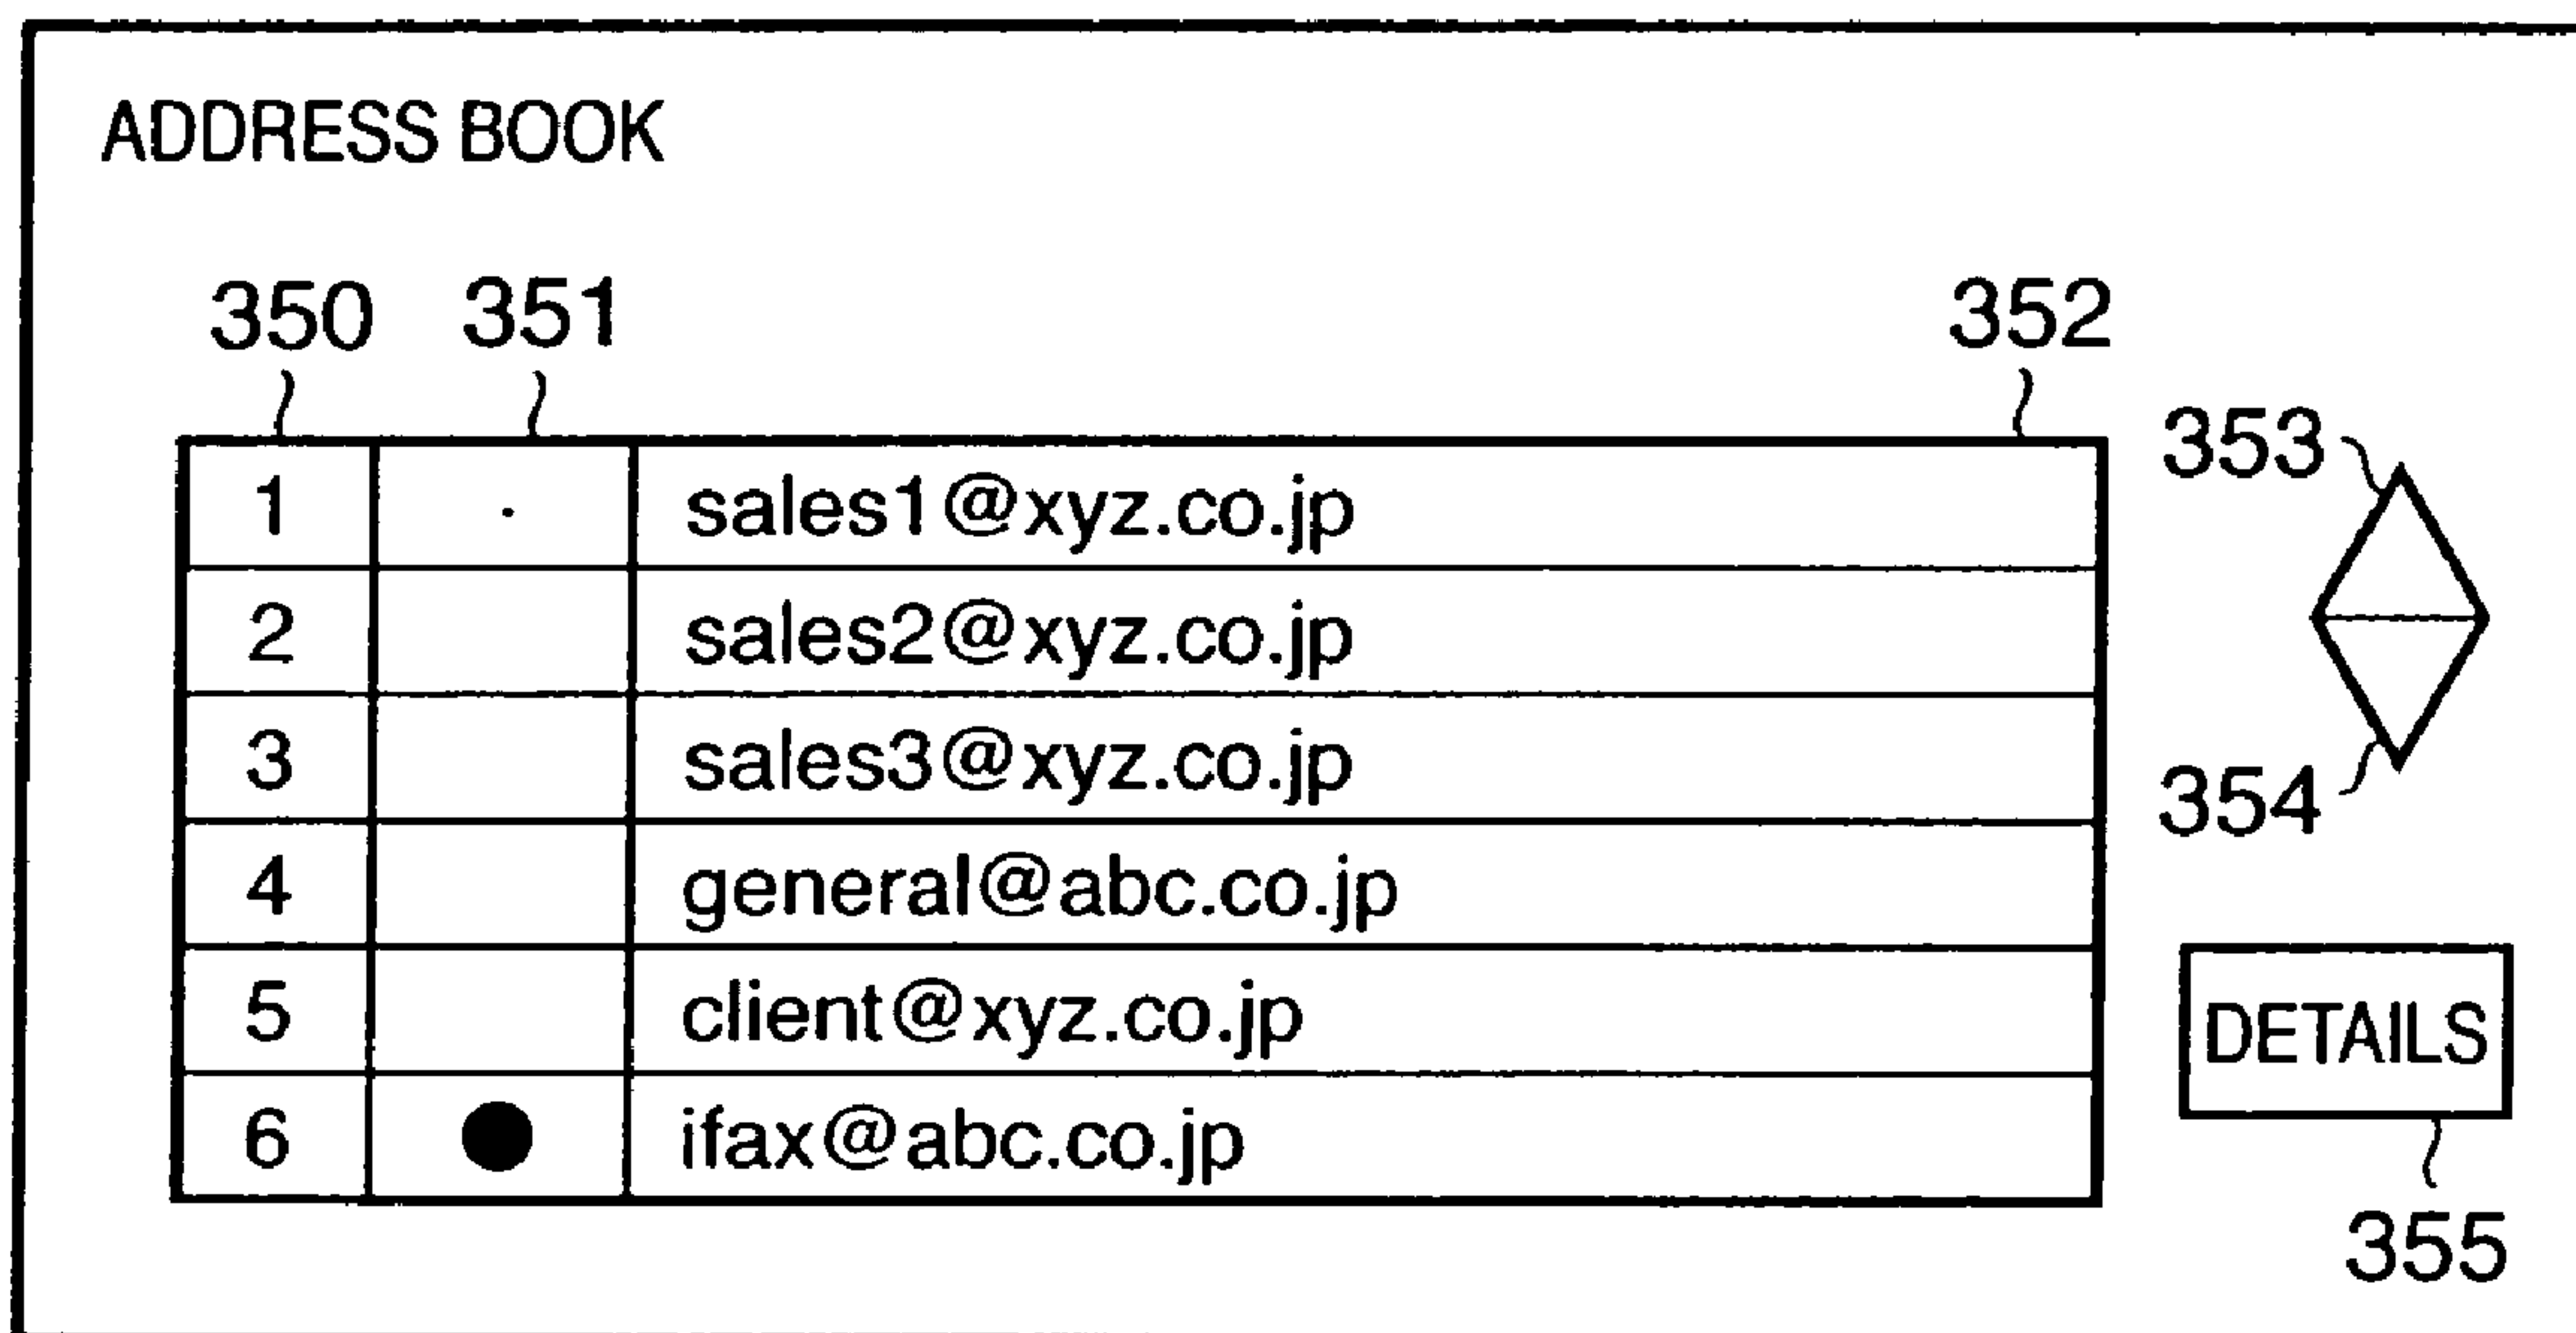 ADDRESS BOOK
350 351 352
353
1 sales1@xyz.co.jp
2 sales2@xyz.co.jp
3 sales3@xyz.co.jp
354
4 general@abc.co.jp
5 client@xyz.co.jp
DETAILS
6 ● ifax@abc.co.jp
355